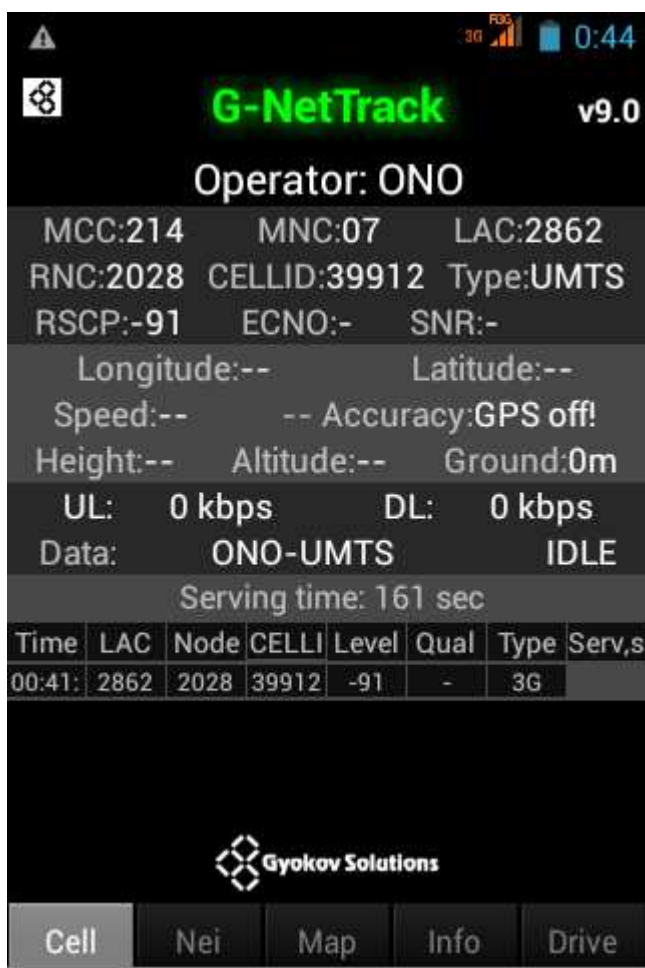 3G R3G 0:44
G-NetTrack v9.0
Operator: ONO
MCC:214 MNC:07 LAC:2862
RNC:2028 CELLID:39912 Type:UMTS
RSCP:-91 ECNO:- SNR:-
Longitude:-- Latitude:--
Speed:-- -- Accuracy:GPS off!
Height:-- Altitude:-- Ground:0m
UL: 0 kbps DL: 0 kbps
Data: ONO-UMTS IDLE
Serving time: 161 sec
Time LAC Node CELLI Level Qual Type Serv,s
00:41: 2862 2028 39912 -91 - 3G
Gyokov Solutions
Cell Nei Map Info Drive